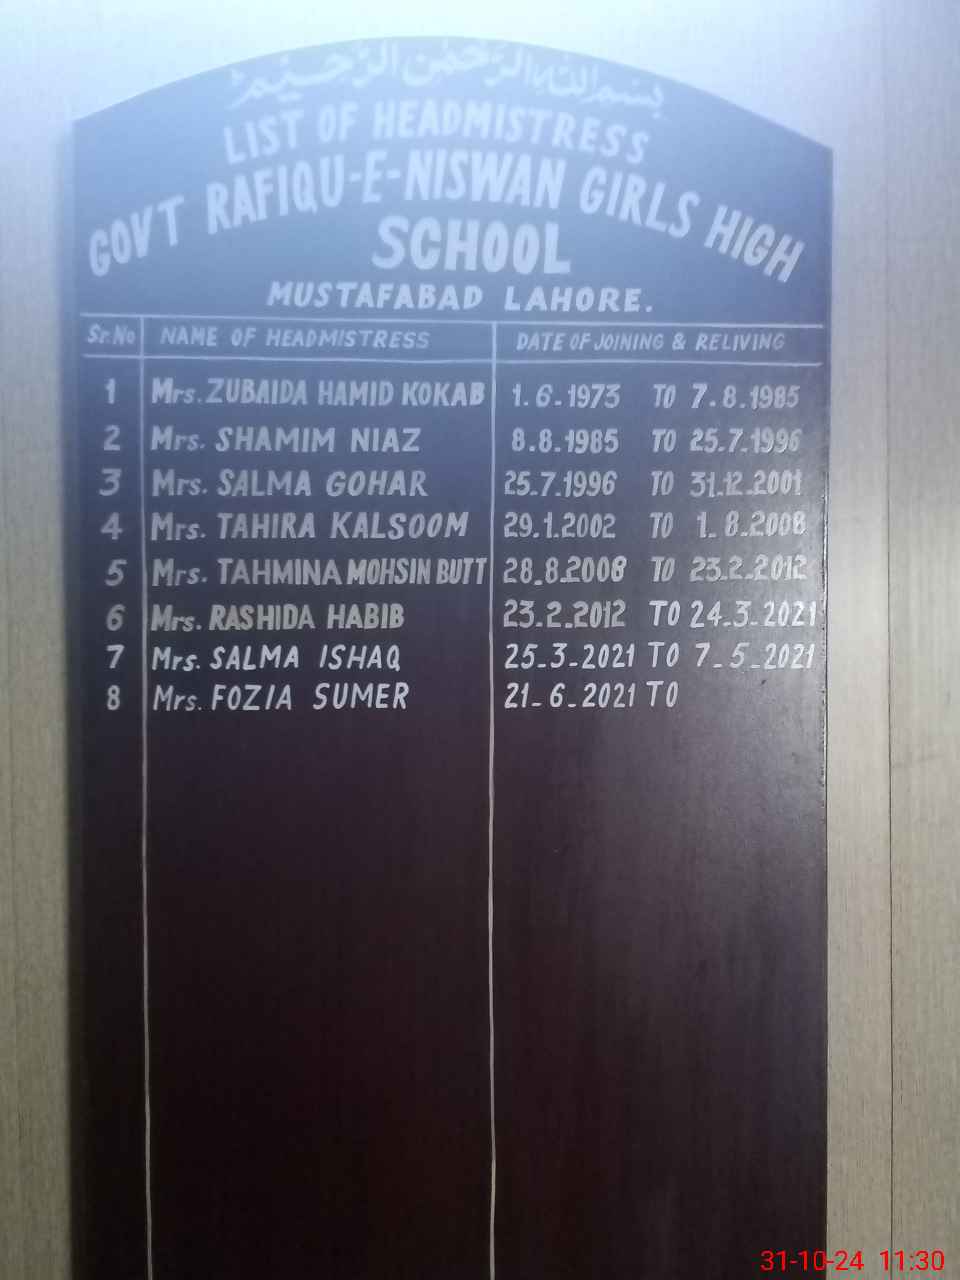 بسم اللہ الرحمن الرحیم
LIST OF HEADMISTRESS
GOVT RAFIQU-E-NISWAN GIRLS HIGH
SCHOOL
MUSTAFABAD LAHORE.
Sr.No NAME OF HEADMISTRESS DATE OF JOINING & RELIVING
1 Mrs. ZUBAIDA HAMID KOKAB 1.6-1973 TO 7.8.1985
2 Mrs. SHAMIM NIAZ 8.8.1985 TO 25.7.1996
3 Mrs. SALMA GOHAR 25.7.1996 TO 31.12.2001
4 Mrs. TAHIRA KALSOOM 29.1.2002 TO 1.8.2008
5 Mrs. TAHMINA MOHSIN BUTT 28.8.2008 TO 23.2.2012
6 Mrs. RASHIDA HABIB 23.2.2012 TO 24-3-2021
7 Mrs. SALMA ISHAQ 25-3-2021 TO 7-5-2021
8 Mrs. FOZIA SUMER 21-6-2021 TO
31-10-24 11:30